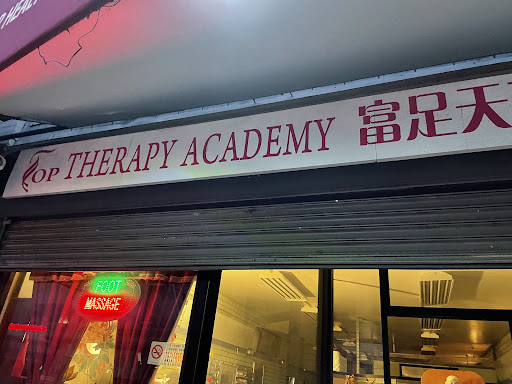 TOP THERAPY ACADEMY 富足天
FOOT
MASSAGE